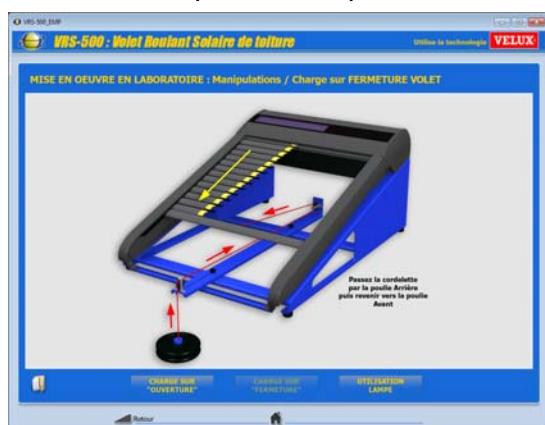 VRS-500_EMP
VRS-500 : Volet Roulant Solaire de toiture
Utilise la technologie VELUX
MISE EN OEUVRE EN LABORATOIRE : Manipulations / Charge sur FERMETURE VOLET
Passez la cordelette
par la poulie Arrière
puis revenir vers la poulie
Avant
CHARGE SUR
"OUVERTURE"
CHARGE SUR
"FERMETURE"
UTILISATION
LAMPE
Retour